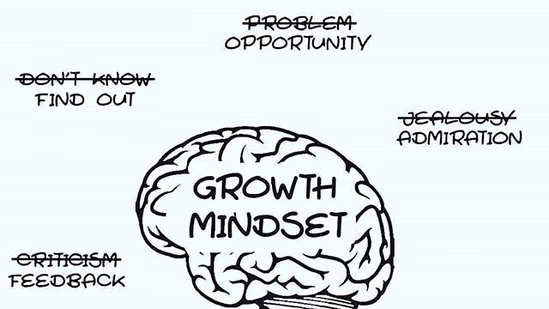 PROBLEM
OPPORTUNITY
DON'T KNOW
FIND OUT
JEALOUSY
ADMIRATION
GROWTH
MINDSET
CRITICISM
FEEDBACK